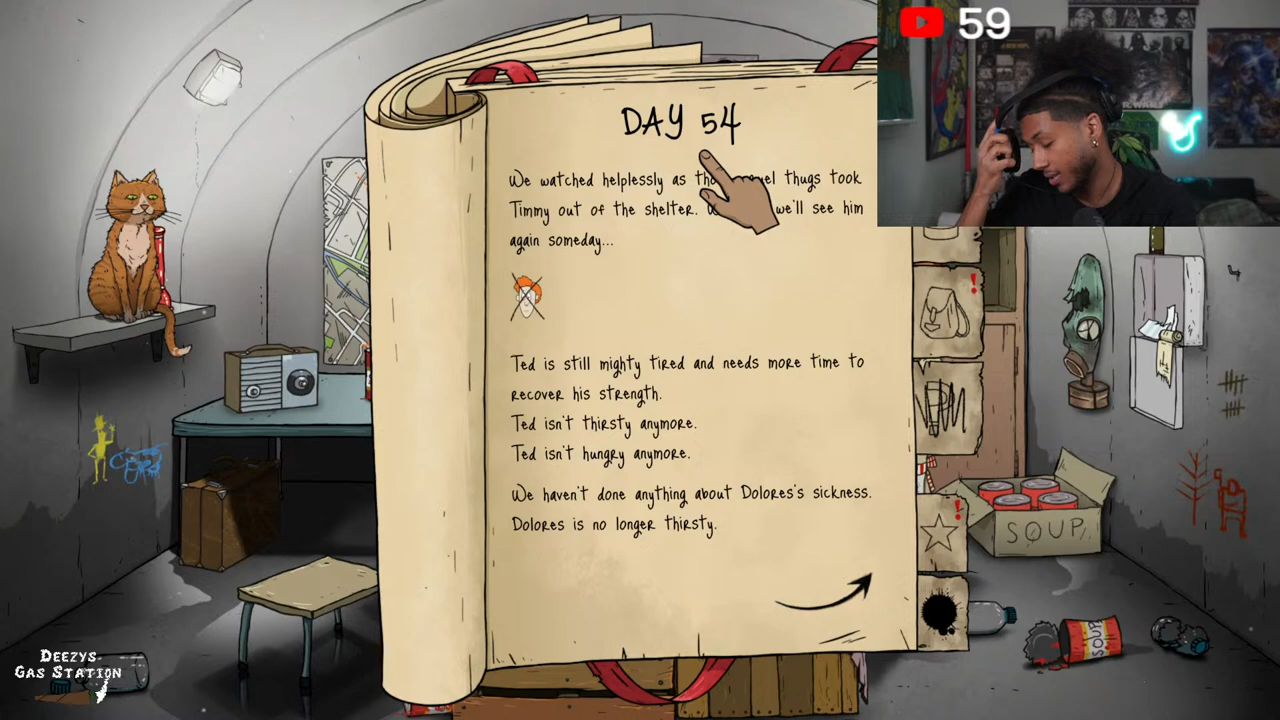 59
DAY 54
We watched helplessly as the thugs took
Timmy out of the shelter. we'll see him
again someday...
Ted is still mighty tired and needs more time to
recover his strength.
Ted isn't thirsty anymore.
Ted isn't hungry anymore.
We haven't done anything about Dolores's sickness.
Dolores is no longer thirsty.
SOUP
SOUP
DEEZYS
GAS STATION